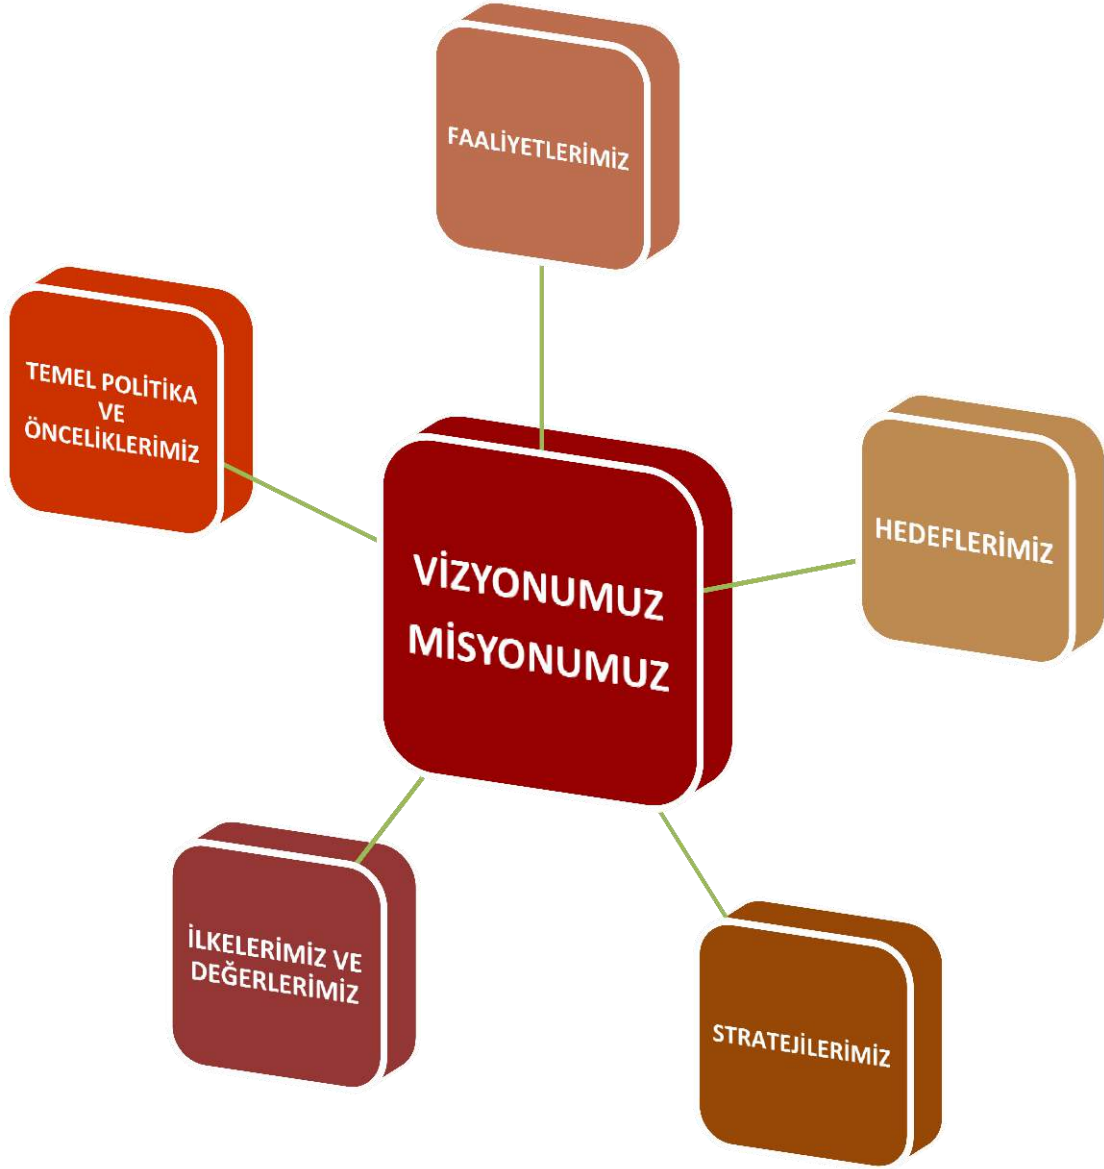 FAALİYETLERİMİZ
TEMEL POLİTİKA
VE
ÖNCELİKLERİMİZ
HEDEFLERİMİZ
VİZYONUMUZ
MİSYONUMUZ
İLKELERİMİZ VE
DEĞERLERİMİZ
STRATEJİLERİMİZ